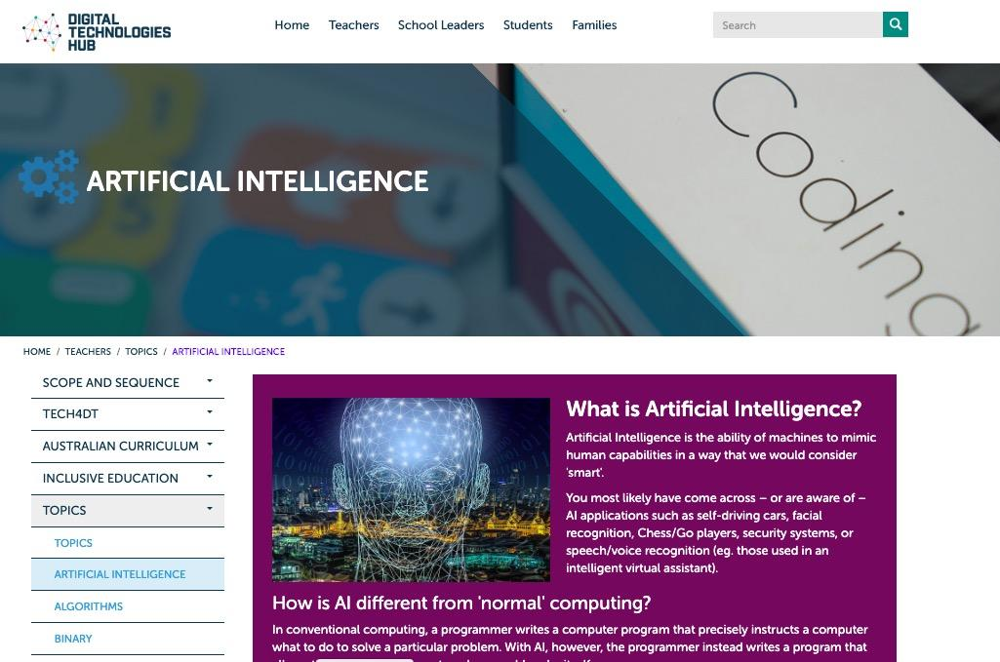 DIGITAL
TECHNOLOGIES
HUB
Home Teachers School Leaders Students Families
Search
Coding
ARTIFICIAL INTELLIGENCE
HOME / TEACHERS / TOPICS / ARTIFICIAL INTELLIGENCE
SCOPE AND SEQUENCE
TECH4DT
AUSTRALIAN CURRICULUM
INCLUSIVE EDUCATION
TOPICS
TOPICS
ARTIFICIAL INTELLIGENCE
ALGORITHMS
BINARY
What is Artificial Intelligence?
Artificial Intelligence is the ability of machines to mimic
human capabilities in a way that we would consider
'smart'.
You most likely have come across – or are aware of –
AI applications such as self-driving cars, facial
recognition, Chess/Go players, security systems, or
speech/voice recognition (eg. those used in an
intelligent virtual assistant).
How is AI different from 'normal' computing?
In conventional computing, a programmer writes a computer program that precisely instructs a computer
what to do to solve a particular problem. With AI, however, the programmer instead writes a program that